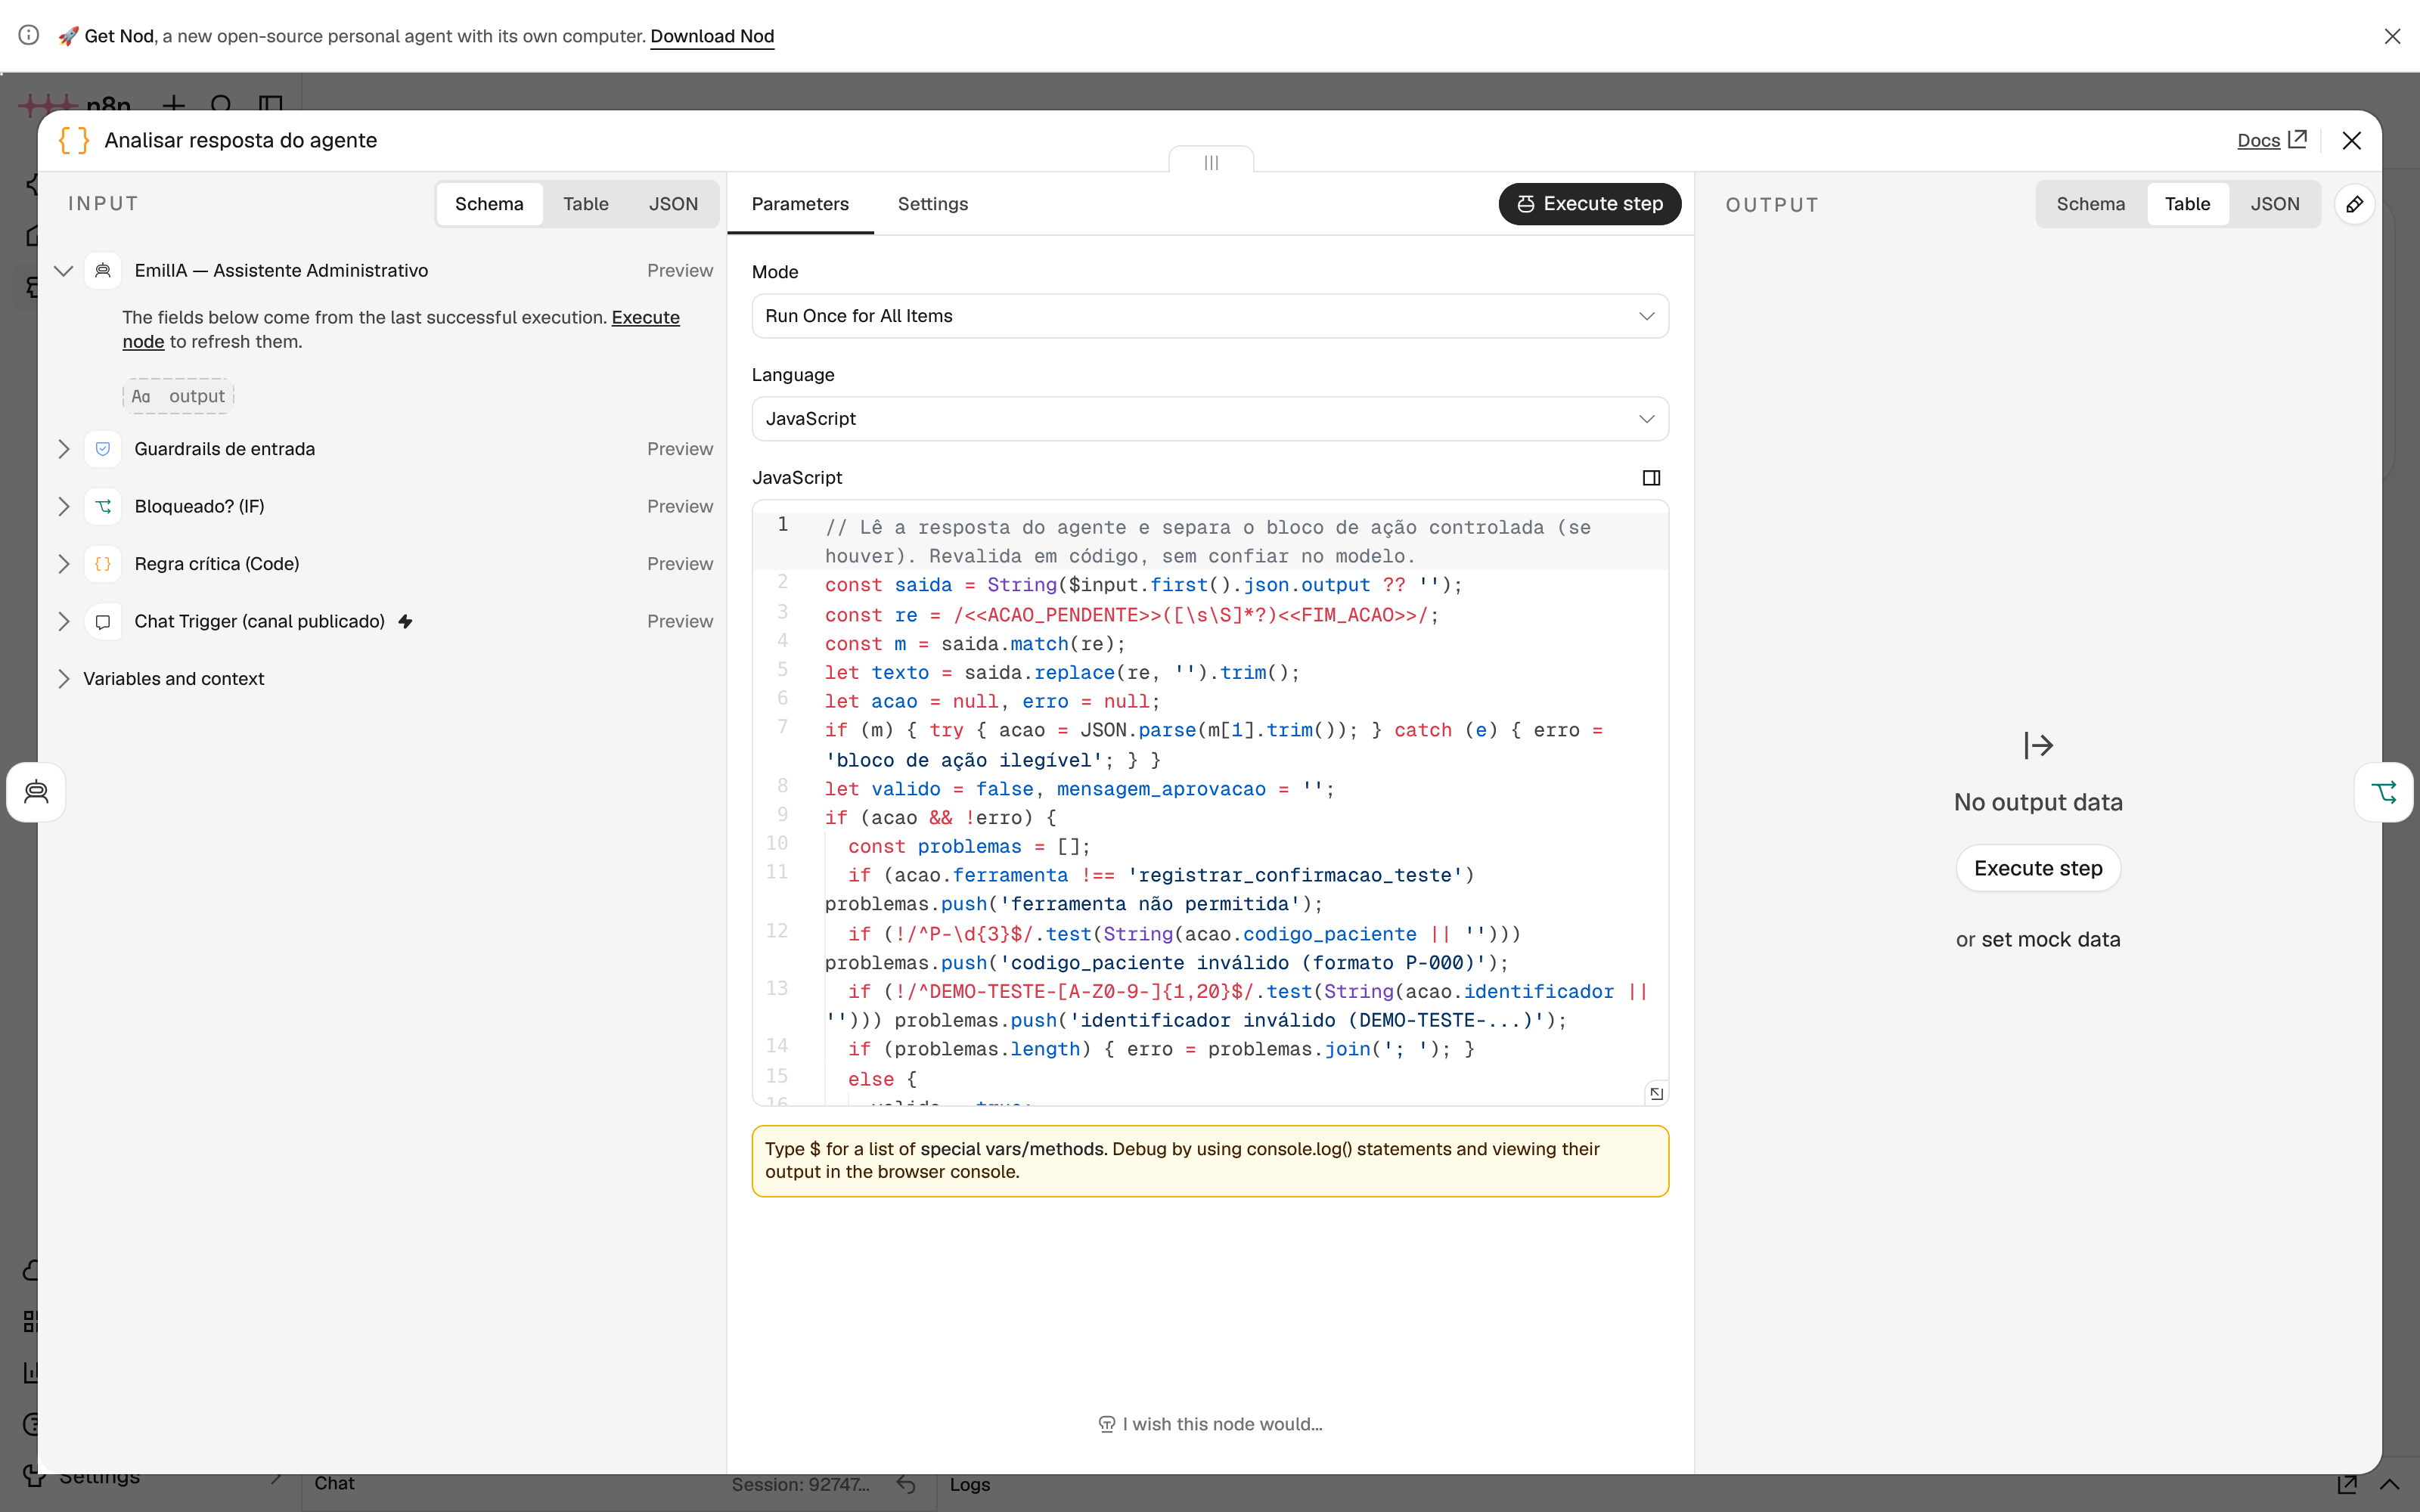 🚀 Get Nod, a new open-source personal agent with its own computer. Download Nod
n8n
Analisar resposta do agente
Docs
INPUT
Schema
Table
JSON
EmilIA — Assistente Administrativo
Preview
The fields below come from the last successful execution. Execute
node to refresh them.
Aa output
Guardrails de entrada
Preview
Bloqueado? (IF)
Preview
Regra crítica (Code)
Preview
Chat Trigger (canal publicado)
Preview
Variables and context
Parameters
Settings
Execute step
Mode
Run Once for All Items
Language
JavaScript
JavaScript
1 // Lê a resposta do agente e separa o bloco de ação controlada (se
houver). Revalida em código, sem confiar no modelo.
2 const saida = String($input.first().json.output ?? '');
3 const re = /<<ACAO_PENDENTE>>([\s\S]*?)<<FIM_ACAO>>/;
4 const m = saida.match(re);
5 let texto = saida.replace(re, '').trim();
6 let acao = null, erro = null;
7 if (m) { try { acao = JSON.parse(m[1].trim()); } catch (e) { erro =
'bloco de ação ilegível'; } }
8 let valido = false, mensagem_aprovacao = '';
9 if (acao && !erro) {
10 const problemas = [];
11 if (acao.ferramenta !== 'registrar_confirmacao_teste')
problemas.push('ferramenta não permitida');
12 if (!/^P-\d{3}$/.test(String(acao.codigo_paciente || '')))
problemas.push('codigo_paciente inválido (formato P-000)');
13 if (!/^DEMO-TESTE-[A-Z0-9-]{1,20}$/.test(String(acao.identificador ||
''))) problemas.push('identificador inválido (DEMO-TESTE-...)');
14 if (problemas.length) { erro = problemas.join('; '); }
15 else {
16 valido = true;
Type $ for a list of special vars/methods. Debug by using console.log() statements and viewing their
output in the browser console.
I wish this node would...
OUTPUT
Schema
Table
JSON
No output data
Execute step
or set mock data
Settings
Chat
Session: 92747...
Logs